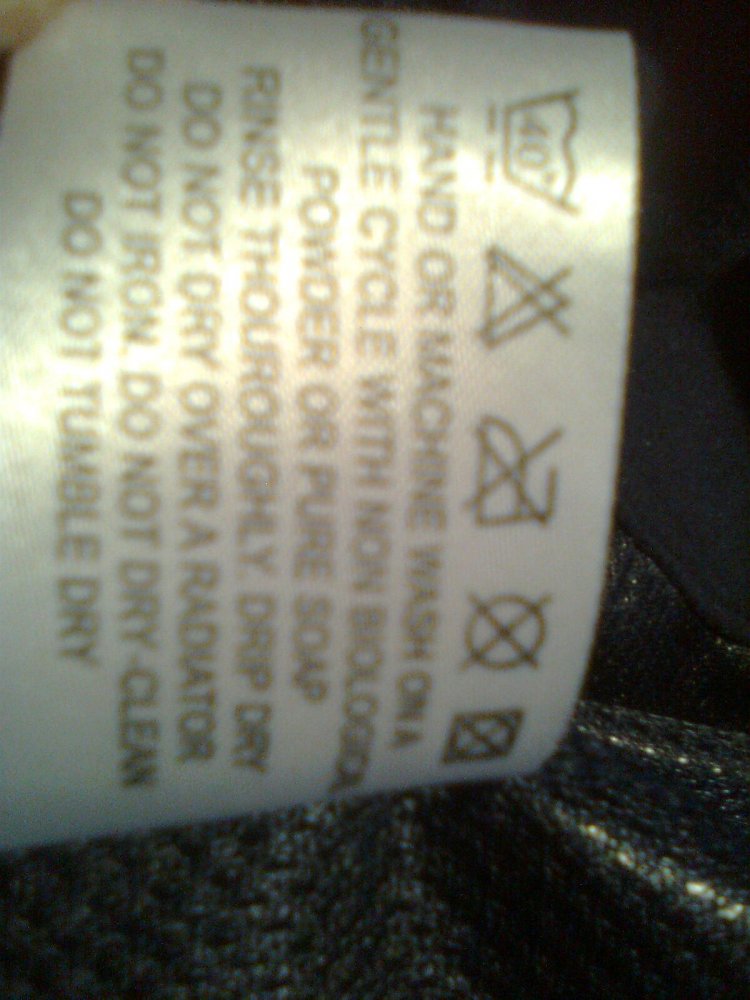 40°
HAND OR MACHINE WASH ON A
GENTLE CYCLE WITH NON BIOLOGICAL
POWDER OR PURE SOAP
RINSE THOUROUGHLY. DRIP DRY
DO NOT DRY OVER A RADIATOR
DO NOT IRON. DO NOT DRY-CLEAN
DO NOT TUMBLE DRY